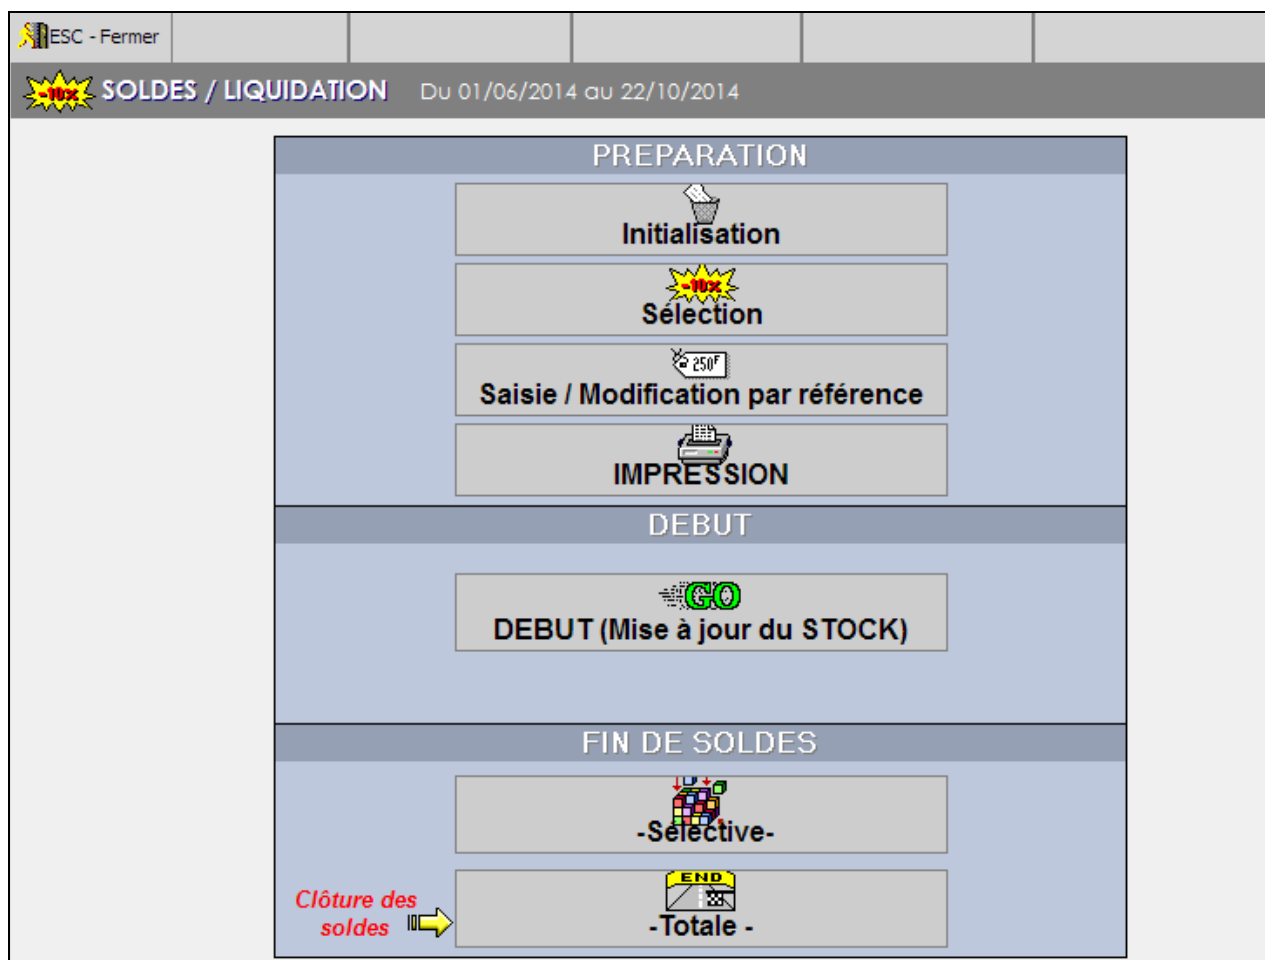 ESC - Fermer
-10% SOLDES / LIQUIDATION Du 01/06/2014 au 22/10/2014
PREPARATION
Initialisation
-10%
Sélection
250F
Saisie / Modification par référence
IMPRESSION
DEBUT
GO
DEBUT (Mise à jour du STOCK)
FIN DE SOLDES
-Sélective-
Clôture des
soldes
END
-Totale -